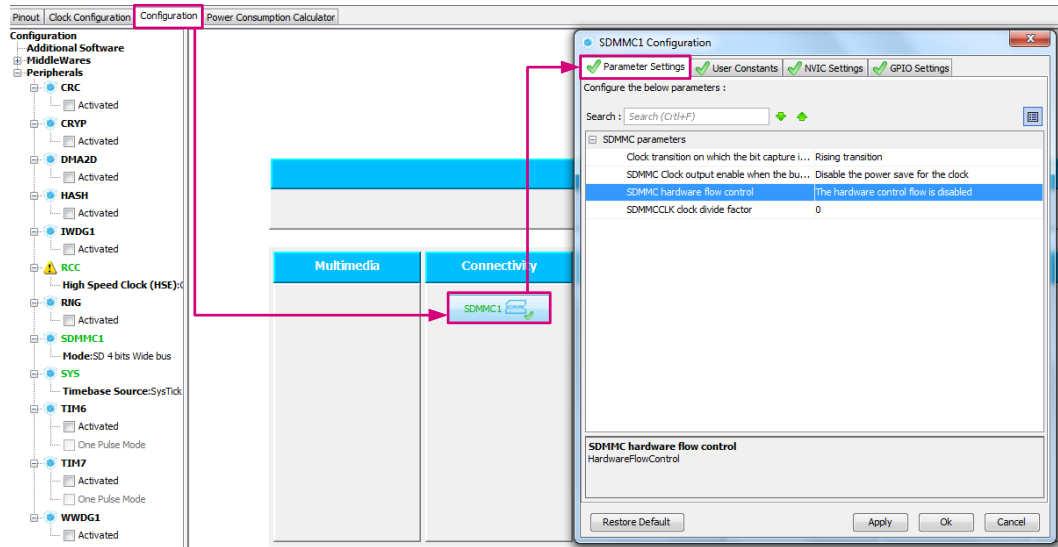 Pinout Clock Configuration Configuration Power Consumption Calculator
Configuration
Additional Software
MiddleWares
Peripherals
CRC
Activated
CRYP
Activated
DMA2D
Activated
HASH
Activated
IWDG1
Activated
RCC
High Speed Clock (HSE):
RNG
Activated
SDMMC1
Mode:SD 4 bits Wide bus
SYS
Timebase Source:SysTick
TIM6
Activated
One Pulse Mode
TIM7
Activated
One Pulse Mode
WWDG1
Activated
Multimedia
Connectivity
SDMMC1
SDMMC1 Configuration
Parameter Settings User Constants NVIC Settings GPIO Settings
Configure the below parameters :
Search : Search (Crtl+F)
SDMMC parameters
Clock transition on which the bit capture i... Rising transition
SDMMC Clock output enable when the bu... Disable the power save for the clock
SDMMC hardware flow control The hardware control flow is disabled
SDMMCCLK clock divide factor 0
SDMMC hardware flow control
HardwareFlowControl
Restore Default Apply Ok Cancel